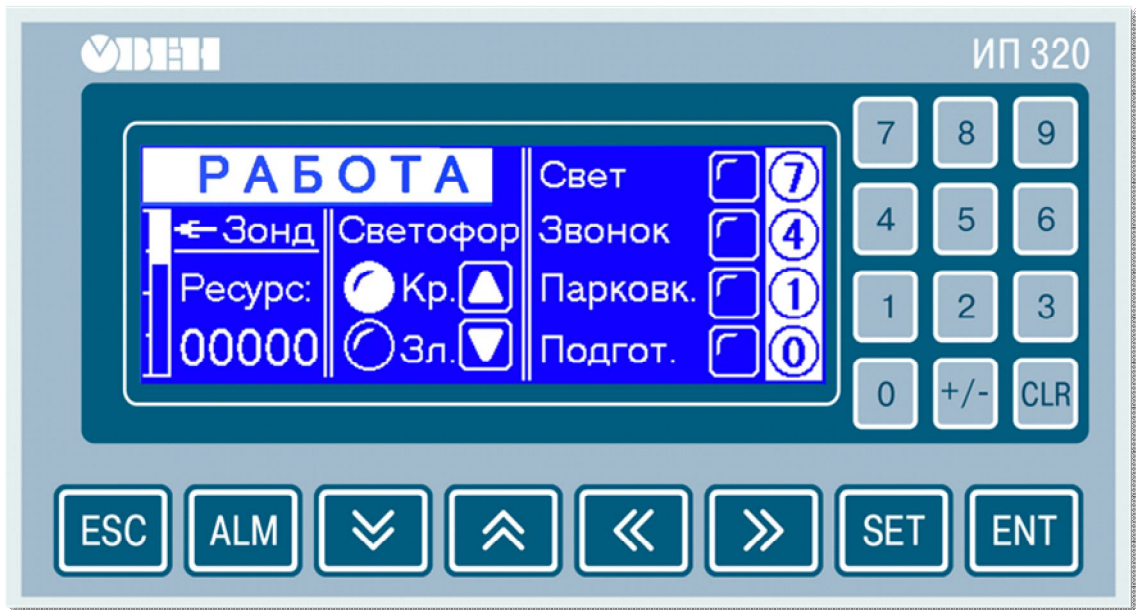 ОВЕН ИП 320
РАБОТА
Зонд
Ресурс:
00000
Светофор
Кр.
Зл.
Свет 7
Звонок 4
Парковк. 1
Подгот. 0
7 8 9
4 5 6
1 2 3
0 +/- CLR
ESC ALM SET ENT